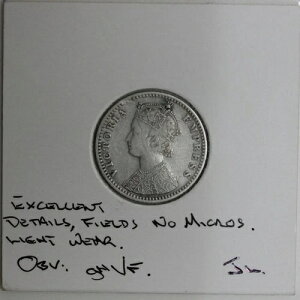 VICTORIA EMPRESS
EXCELLENT
DETAILS, FIELDS NO MICROS.
LIGHT WEAR.
OBV: gVF. JL